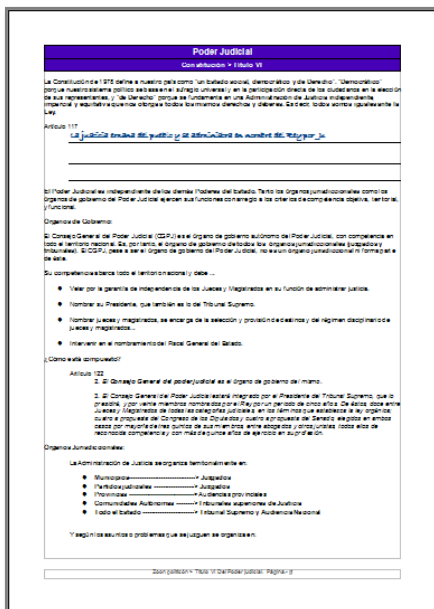 Poder Judicial
Constitución > Título VI
La Constitución de 1978 define a nuestro país como "un Estado social, democrático y de Derecho". "Democrático"
porque nuestro sistema político se basa en el sufragio universal y en la participación directa de los ciudadanos en la elección
de sus representantes, y "de Derecho" porque se fundamenta en una Administración de Justicia independiente,
imparcial y equitativa que nos otorga a todos los mismos derechos y deberes. Es decir, todos somos iguales ante la
Ley.
Artículo 117
La justicia emana del pueblo y se administra en nombre del Rey por Ju
El Poder Judicial es independiente de los demás Poderes del Estado. Tanto los órganos jurisdiccionales como los
órganos de gobierno del Poder Judicial ejercen sus funciones con arreglo a los criterios de competencia objetiva, territorial,
y funcional.
Órganos de Gobierno:
El Consejo General del Poder Judicial (CGPJ) es el órgano de gobierno autónomo del Poder Judicial, con competencia en
todo el territorio nacional. Es, por tanto, el órgano de gobierno de todos los órganos jurisdiccionales (juzgados y
tribunales). El CGPJ, pese a ser el órgano de gobierno del Poder Judicial, no es un órgano jurisdiccional ni forma parte
de éste.
Su competencia abarca todo el territorio nacional y debe ...
● Velar por la garantía de independencia de los Jueces y Magistrados en su función de administrar justicia.
● Nombrar su Presidente, que también es lo del Tribunal Supremo.
● Nombrar jueces y magistrados, se encarga de la selección y provisión de destinos y del régimen disciplinario de
jueces y magistrados...
● Intervenir en el nombramiento del Fiscal General del Estado.
¿Cómo está compuesto?
Artículo 122
2. El Consejo General del poder judicial es el órgano de gobierno del mismo.
3. El Consejo General del Poder Judicial estará integrado por el Presidente del Tribunal Supremo, que lo
presidirá, y por veinte miembros nombrados por el Rey por un período de cinco años. De éstos, doce entre
Jueces y Magistrados de todas las categorías judiciales, en los términos que establezca la ley orgánica;
cuatro a propuesta del Congreso de los Diputados y cuatro a propuesta del Senado, elegidos en ambos
casos por mayoría de tres quintos de sus miembros, entre abogados y otros juristas, todos ellos de
reconocida competencia y con más de quince años de ejercicio en su profesión.
Órganos Jurisdiccionales:
La Administración de Justicia se organiza territorialmente en:
● Municipios-------------------------> Juzgados
● Partidos judiciales ---------------> Juzgados
● Provincias -------------------------> Audiencias provinciales
● Comunidades Autónomas ------> Tribunales superiores de Justicia
● Todo el Estado --------------------> Tribunal Supremo y Audiencia Nacional
Y según los asuntos o problemas que se juzguen se organiza en:
Zoon politicón > Título VI Del Poder judicial. Página -